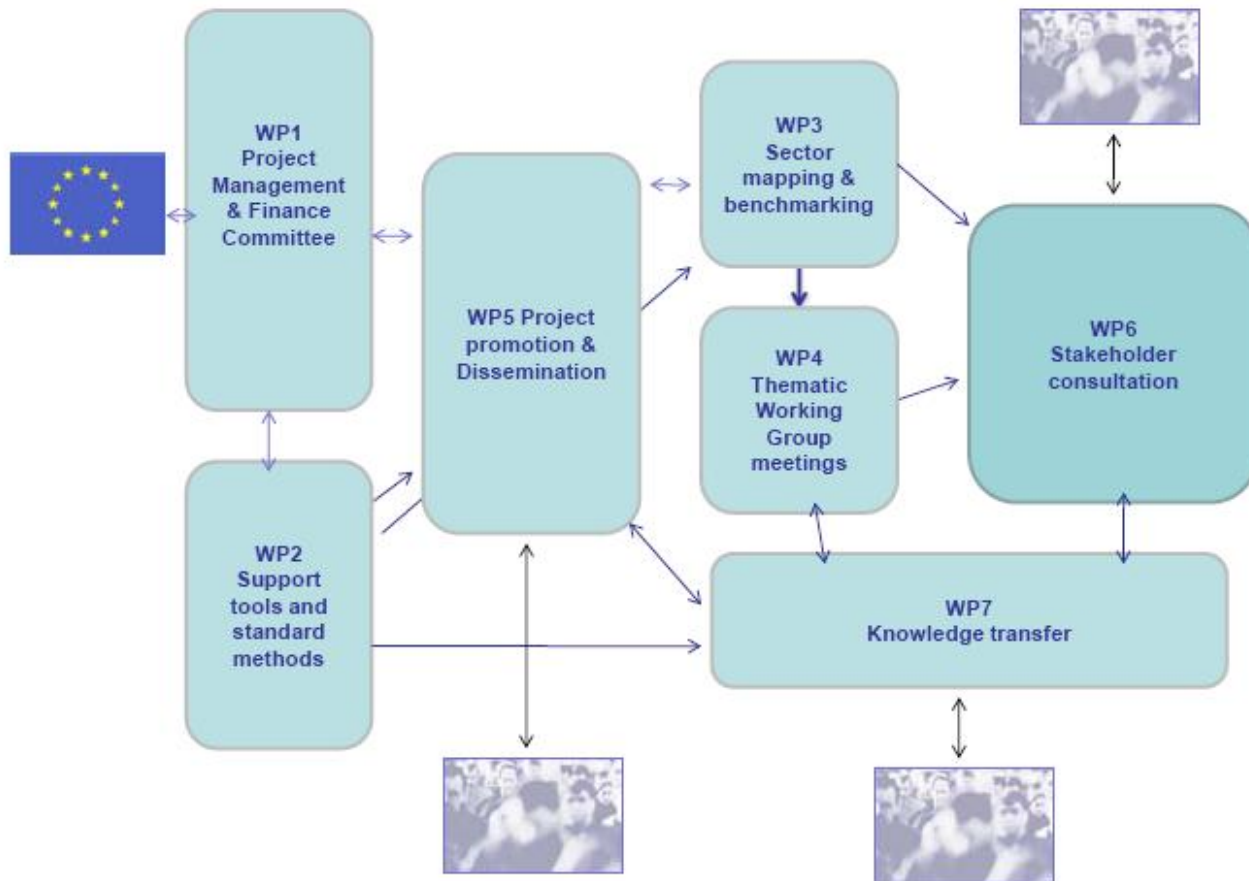 WP1
Project
Management
& Finance
Committee
WP2
Support
tools and
standard
methods
WP5 Project
promotion &
Dissemination
WP3
Sector
mapping &
benchmarking
WP4
Thematic
Working
Group
meetings
WP6
Stakeholder
consultation
WP7
Knowledge transfer